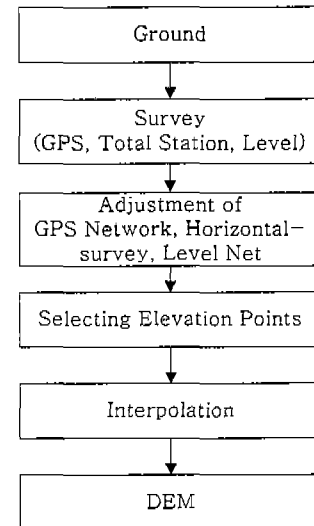 Ground
Survey
(GPS, Total Station, Level)
Adjustment of
GPS Network, Horizontal-
survey, Level Net
Selecting Elevation Points
Interpolation
DEM